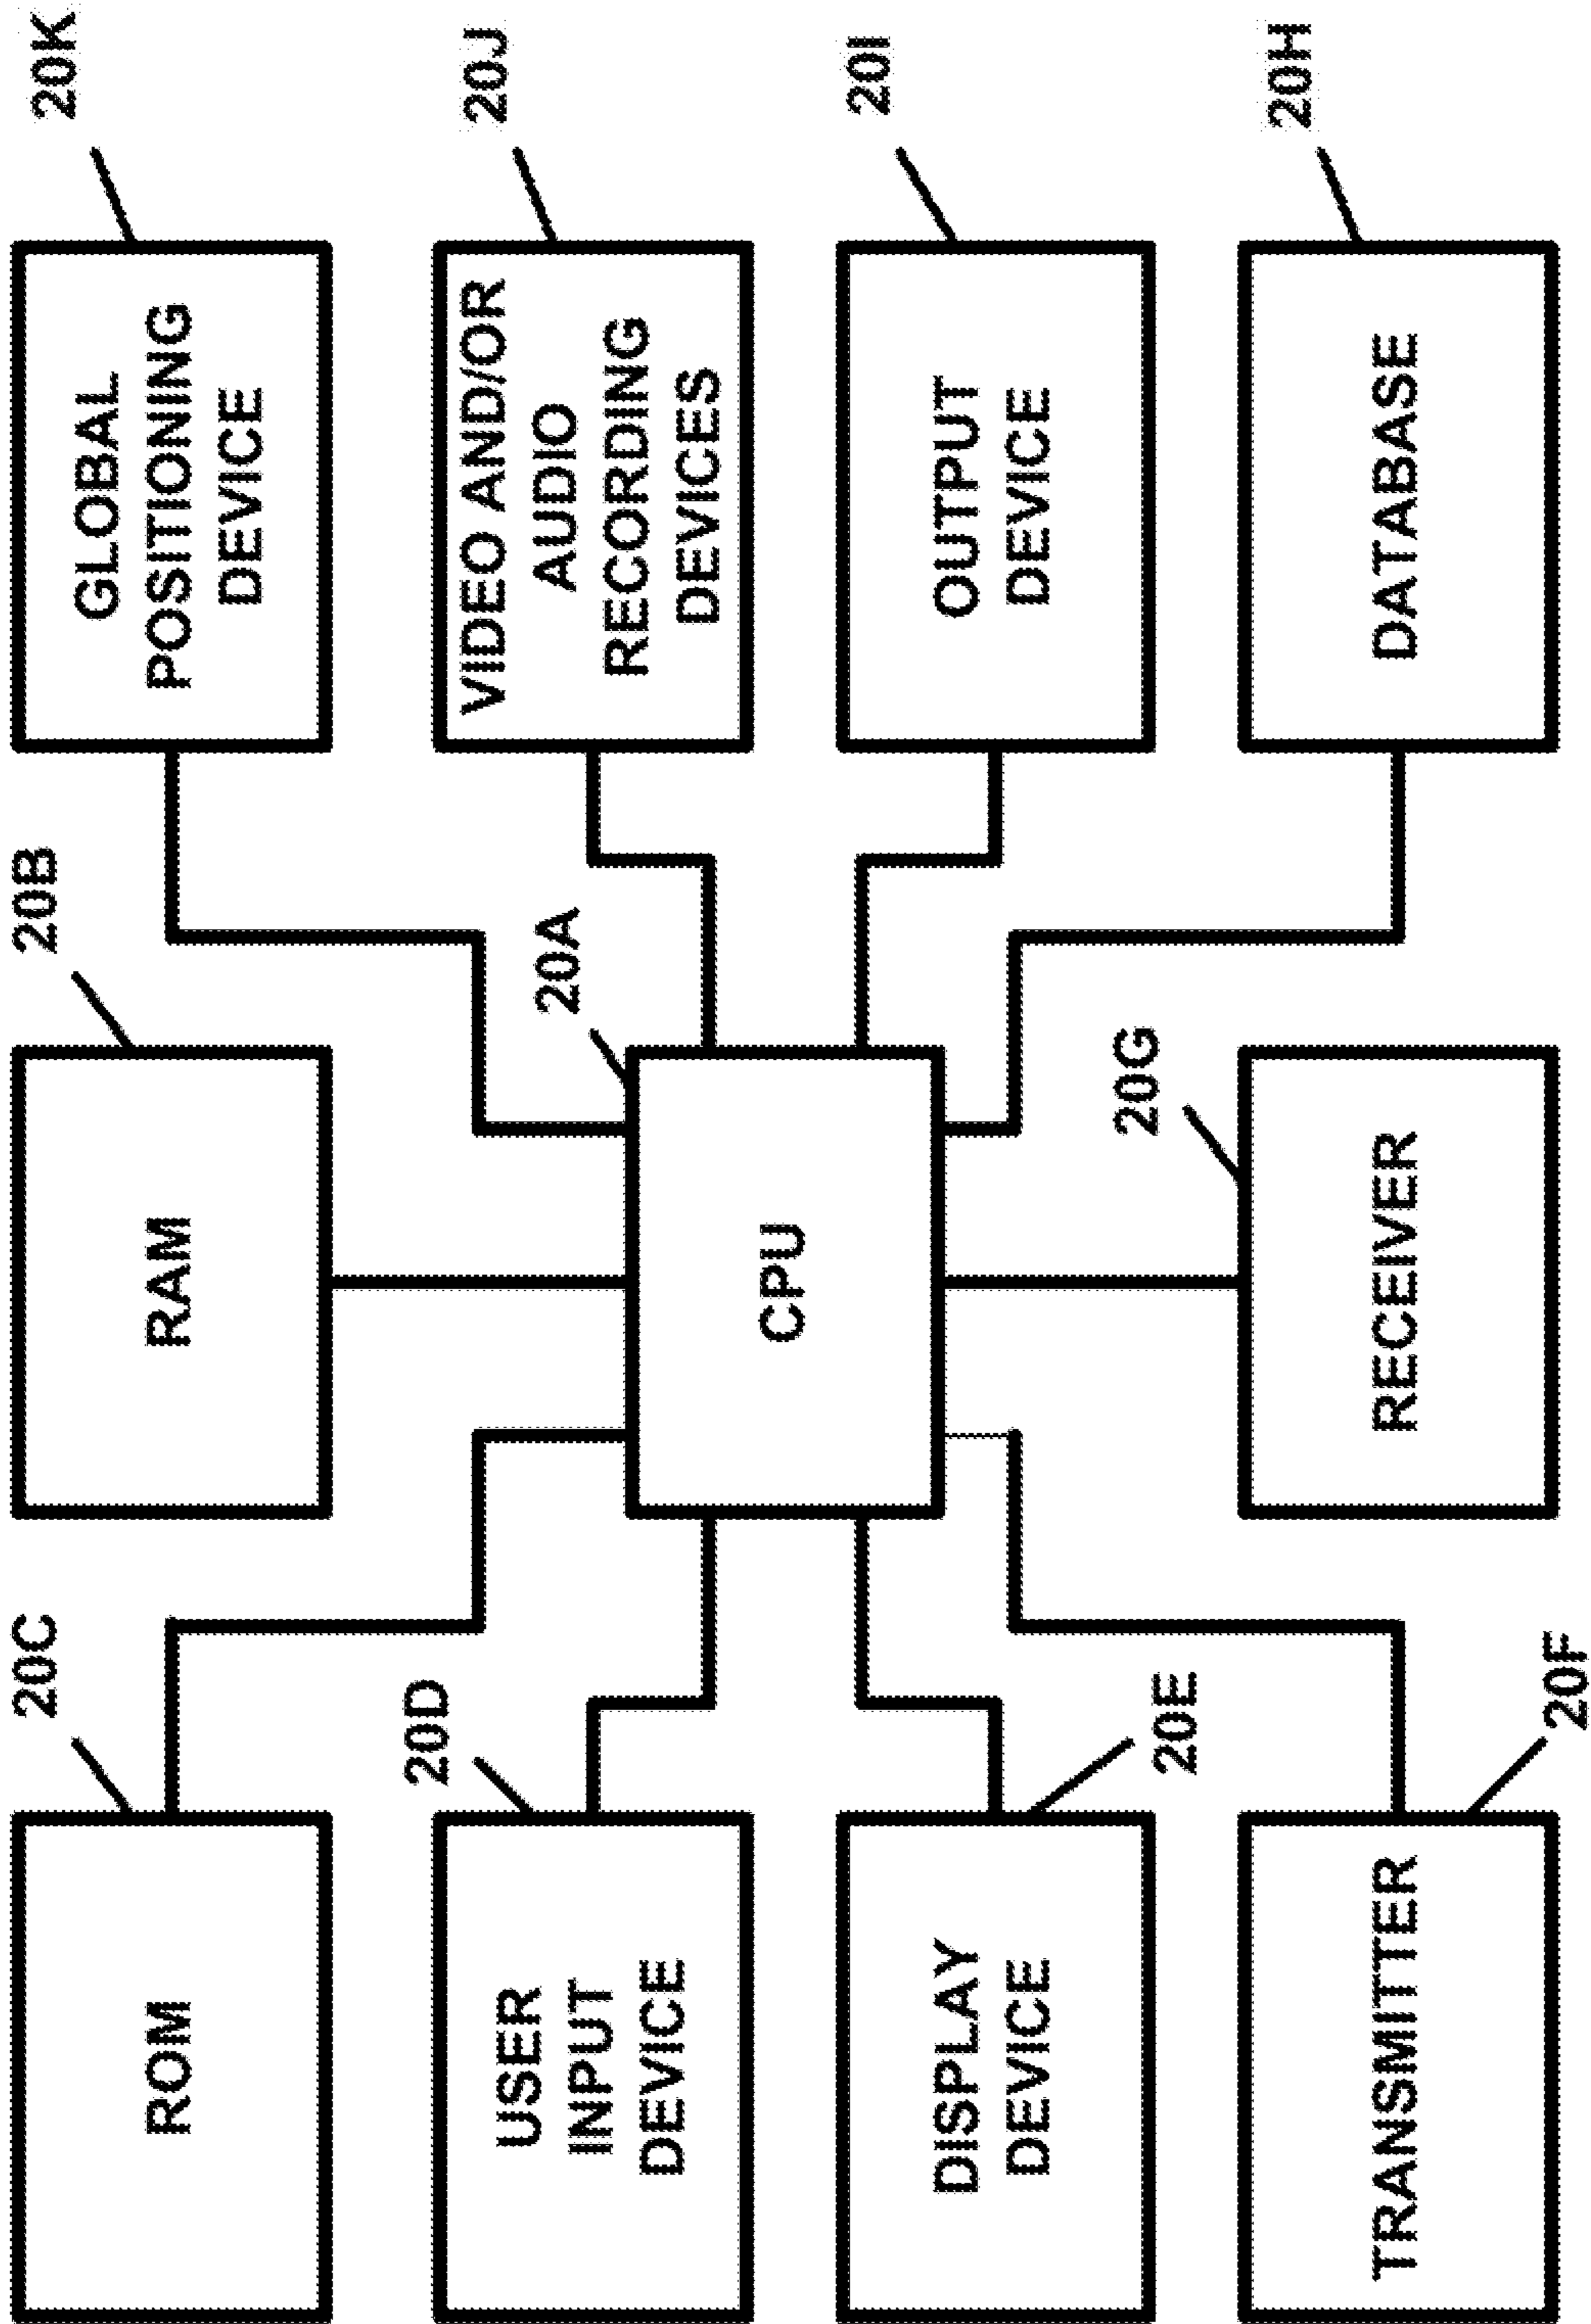 20C
20B
20K
ROM
RAM
GLOBAL
POSITIONING
DEVICE
20D
20J
USER
INPUT
DEVICE
VIDEO AND/OR
AUDIO
RECORDING
DEVICES
20A
CPU
20I
DISPLAY
DEVICE
OUTPUT
DEVICE
20E
20G
20H
TRANSMITTER
RECEIVER
DATABASE
20F